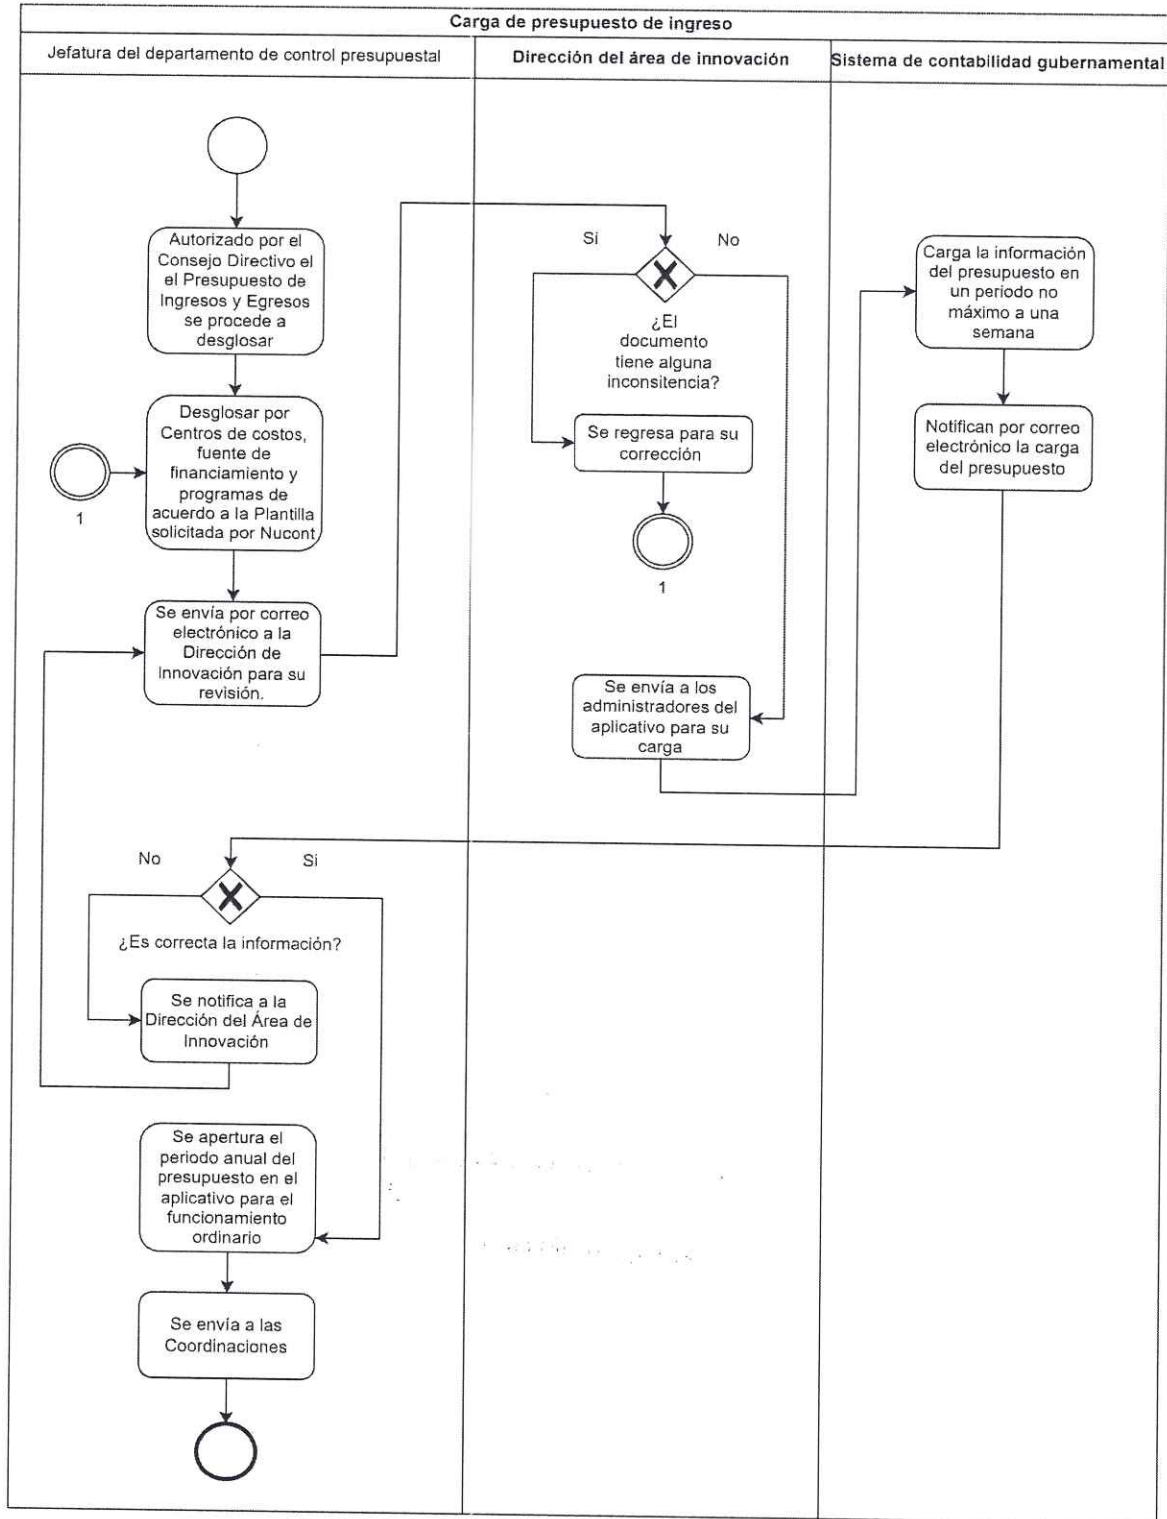 Carga de presupuesto de ingreso
Jefatura del departamento de control presupuestal
Dirección del área de innovación
Sistema de contabilidad gubernamental
Autorizado por el
Consejo Directivo el
el Presupuesto de
Ingresos y Egresos
se procede a
desglosar
Desglosar por
Centros de costos,
fuente de
financiamiento y
programas de
acuerdo a la Plantilla
solicitada por Nucont
1
Se envía por correo
electrónico a la
Dirección de
Innovación para su
revisión.
Si
No
¿El
documento
tiene alguna
inconsitencia?
Se regresa para su
corrección
1
Se envía a los
administradores del
aplicativo para su
carga
Carga la información
del presupuesto en
un periodo no
máximo a una
semana
Notifican por correo
electrónico la carga
del presupuesto
No
Si
¿Es correcta la información?
Se notifica a la
Dirección del Área de
Innovación
Se apertura el
periodo anual del
presupuesto en el
aplicativo para el
funcionamiento
ordinario
Se envía a las
Coordinaciones